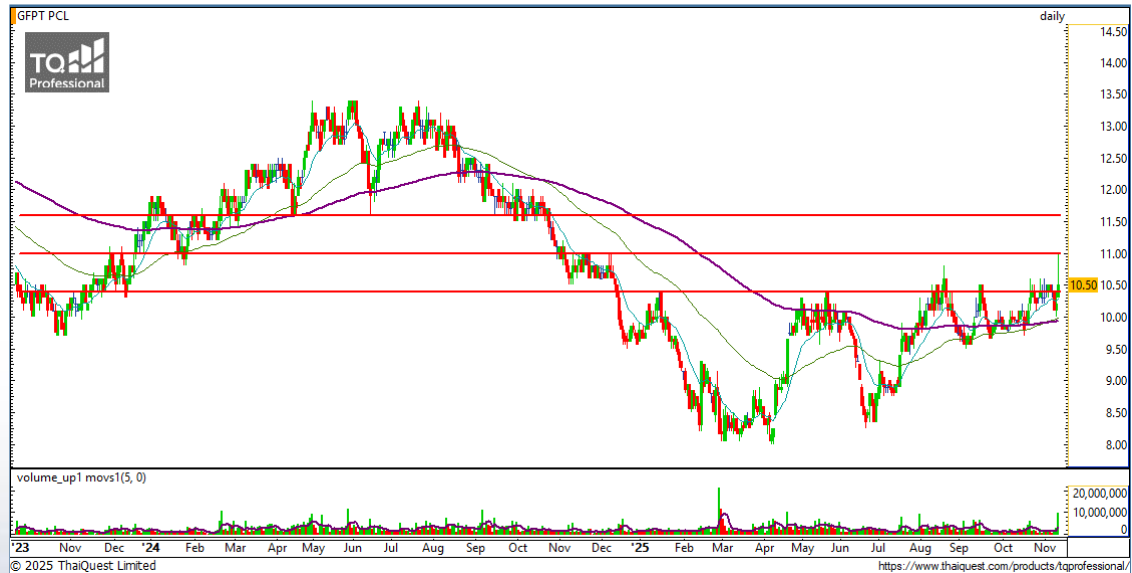 GFPT PCL
daily
TQ
Professional
14.50
14.00
13.50
13.00
12.50
12.00
11.50
11.00
10.50 10.50
10.00
9.50
9.00
8.50
8.00
volume_up1 movs1(5, 0)
20,000,000
10,000,000
0
'23 Nov Dec '24 Feb Mar Apr May Jun Jul Aug Sep Oct Nov Dec '25 Feb Mar Apr May Jun Jul Aug Sep Oct Nov
© 2025 ThaiQuest Limited
https://www.thaiquest.com/products/tqprofessional/